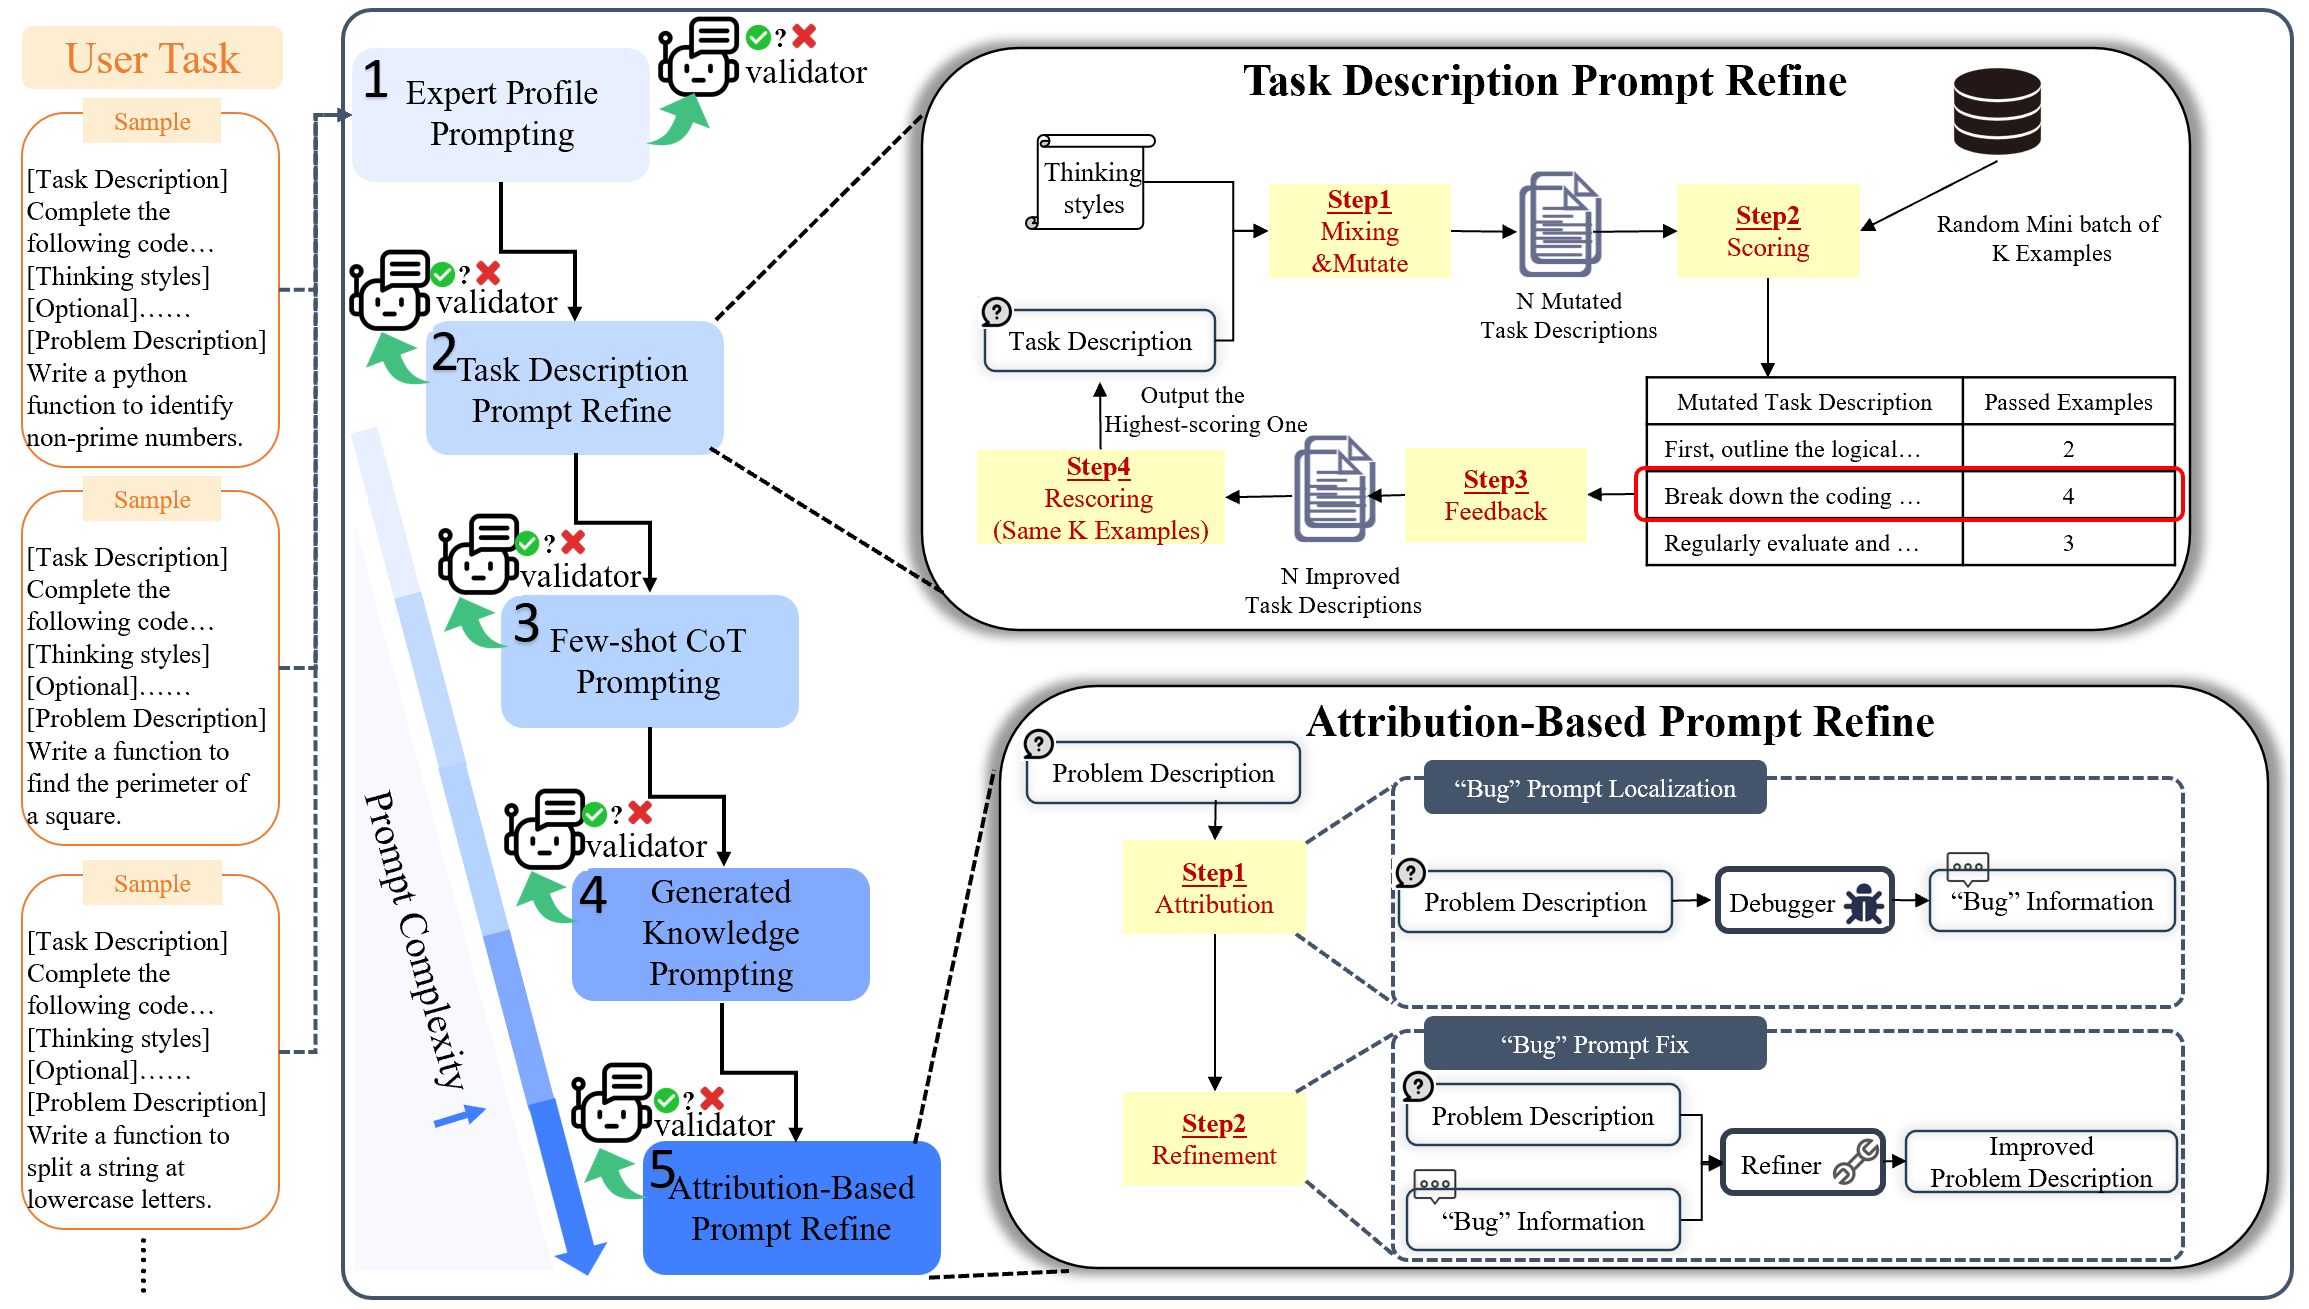 User Task
Sample
[Task Description]
Complete the
following code…
[Thinking styles]
[Optional]……
[Problem Description]
Write a python
function to identify
non-prime numbers.
Sample
[Task Description]
Complete the
following code…
[Thinking styles]
[Optional]……
[Problem Description]
Write a function to
find the perimeter of
a square.
Sample
[Task Description]
Complete the
following code…
[Thinking styles]
[Optional]……
[Problem Description]
Write a function to
split a string at
lowercase letters.
1
Expert Profile
Prompting
?
validator
?
validator
2
Task Description
Prompt Refine
?
validator
3
Few-shot CoT
Prompting
?
validator
4
Generated
Knowledge
Prompting
?
validator
5
Attribution-Based
Prompt Refine
Prompt Complexity
Task Description Prompt Refine
Thinking
styles
?
Task Description
Step1
Mixing
&Mutate
N Mutated
Task Descriptions
Step2
Scoring
Random Mini batch of
K Examples
Mutated Task Description Passed Examples
First, outline the logical… 2
Break down the coding … 4
Regularly evaluate and … 3
Step3
Feedback
N Improved
Task Descriptions
Step4
Rescoring
(Same K Examples)
Output the
Highest-scoring One
Attribution-Based Prompt Refine
?
Problem Description
Step1
Attribution
Step2
Refinement
“Bug” Prompt Localization
?
Problem Description
Debugger
“Bug” Information
“Bug” Prompt Fix
?
Problem Description
“Bug” Information
Refiner
Improved
Problem Description